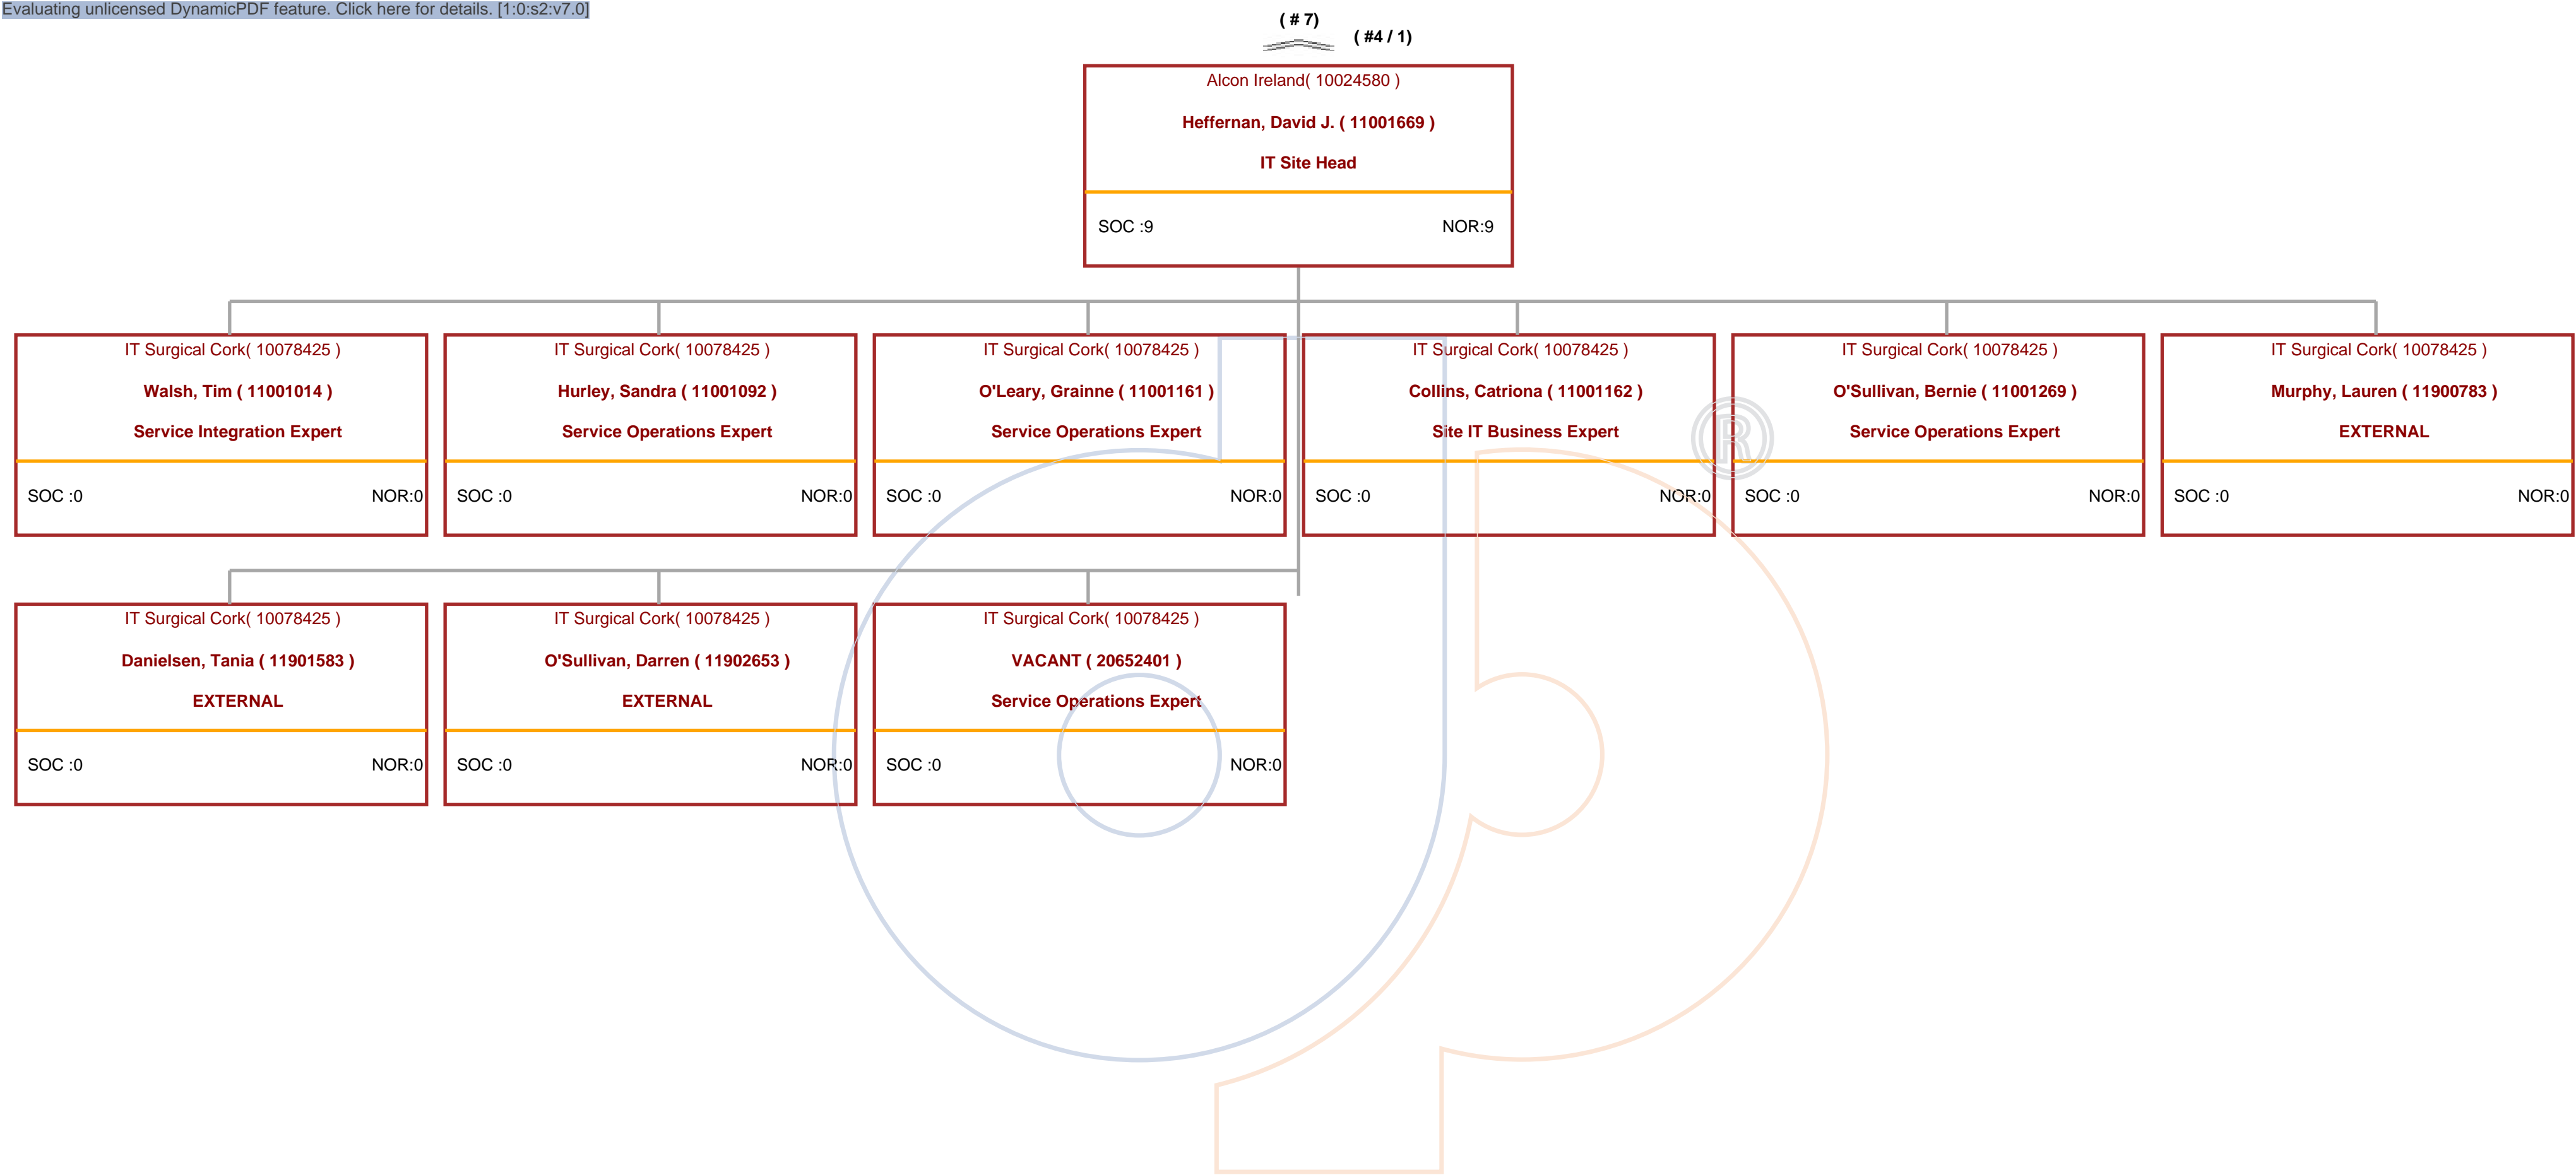 Evaluating unlicensed DynamicPDF feature. Click here for details. [1:0:s2:v7.0]
( # 7)
( #4 / 1)
Alcon Ireland( 10024580 )
Heffernan, David J. ( 11001669 )
IT Site Head
SOC :9 NOR:9
IT Surgical Cork( 10078425 )
Walsh, Tim ( 11001014 )
Service Integration Expert
SOC :0 NOR:0
IT Surgical Cork( 10078425 )
Hurley, Sandra ( 11001092 )
Service Operations Expert
SOC :0 NOR:0
IT Surgical Cork( 10078425 )
O'Leary, Grainne ( 11001161 )
Service Operations Expert
SOC :0 NOR:0
IT Surgical Cork( 10078425 )
Collins, Catriona ( 11001162 )
Site IT Business Expert
SOC :0 NOR:0
IT Surgical Cork( 10078425 )
O'Sullivan, Bernie ( 11001269 )
Service Operations Expert
SOC :0 NOR:0
IT Surgical Cork( 10078425 )
Murphy, Lauren ( 11900783 )
EXTERNAL
SOC :0 NOR:0
IT Surgical Cork( 10078425 )
Danielsen, Tania ( 11901583 )
EXTERNAL
SOC :0 NOR:0
IT Surgical Cork( 10078425 )
O'Sullivan, Darren ( 11902653 )
EXTERNAL
SOC :0 NOR:0
IT Surgical Cork( 10078425 )
VACANT ( 20652401 )
Service Operations Expert
SOC :0 NOR:0
®